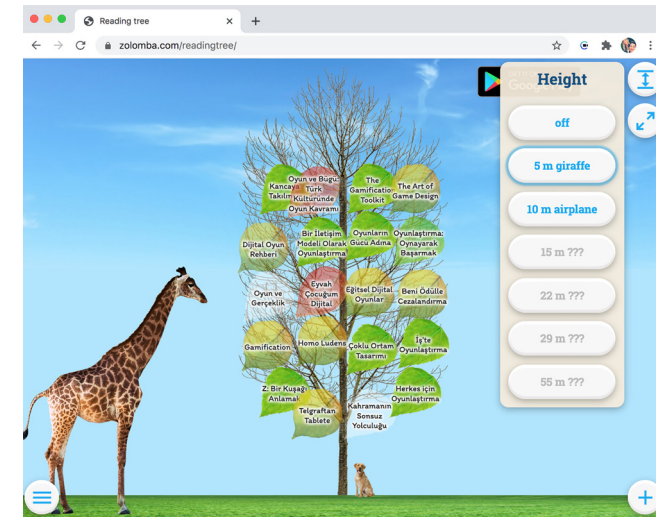 Reading tree
zolomba.com/readingtree/
Height
off
5 m giraffe
10 m airplane
15 m ???
22 m ???
29 m ???
55 m ???
Kancaya
Takılm
Oyun ve Bügü:
Türk
Kültüründe
Oyun Kavramı
The
Gamification
Toolkit
The Art of
Game Design
Dijital Oyun
Rehberi
Bir İletişim
Modeli Olarak
Oyunlaştırma
Oyunların
Gücü Adına
Oyunlaştırma:
Oynayarak
Başarmak
Oyun ve
Gerçeklik
Eyvah
Çocuğum
Dijital
Eğitsel Dijital
Oyunlar
Beni Ödülle
Cezalandırma
Gamification
Homo Ludens
Çoklu Ortam
Tasarımı
İş'te
Oyunlaştırma
Z: Bir Kuşağı
Anlamak
Telgraftan
Tablete
Kahramanın
Sonsuz
Yolculuğu
Herkes için
Oyunlaştırma